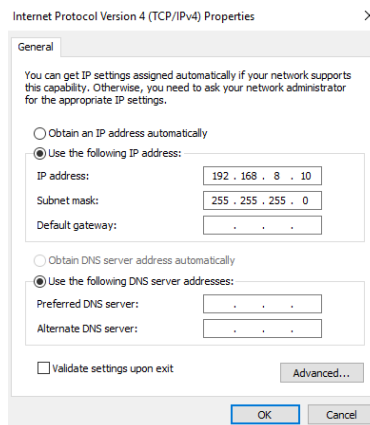 Internet Protocol Version 4 (TCP/IPv4) Properties
General
You can get IP settings assigned automatically if your network supports
this capability. Otherwise, you need to ask your network administrator
for the appropriate IP settings.
Obtain an IP address automatically
Use the following IP address:
IP address: 192 . 168 . 8 . 10
Subnet mask: 255 . 255 . 255 . 0
Default gateway: . . .
Obtain DNS server address automatically
Use the following DNS server addresses:
Preferred DNS server: . . .
Alternate DNS server: . . .
Validate settings upon exit
Advanced...
OK Cancel